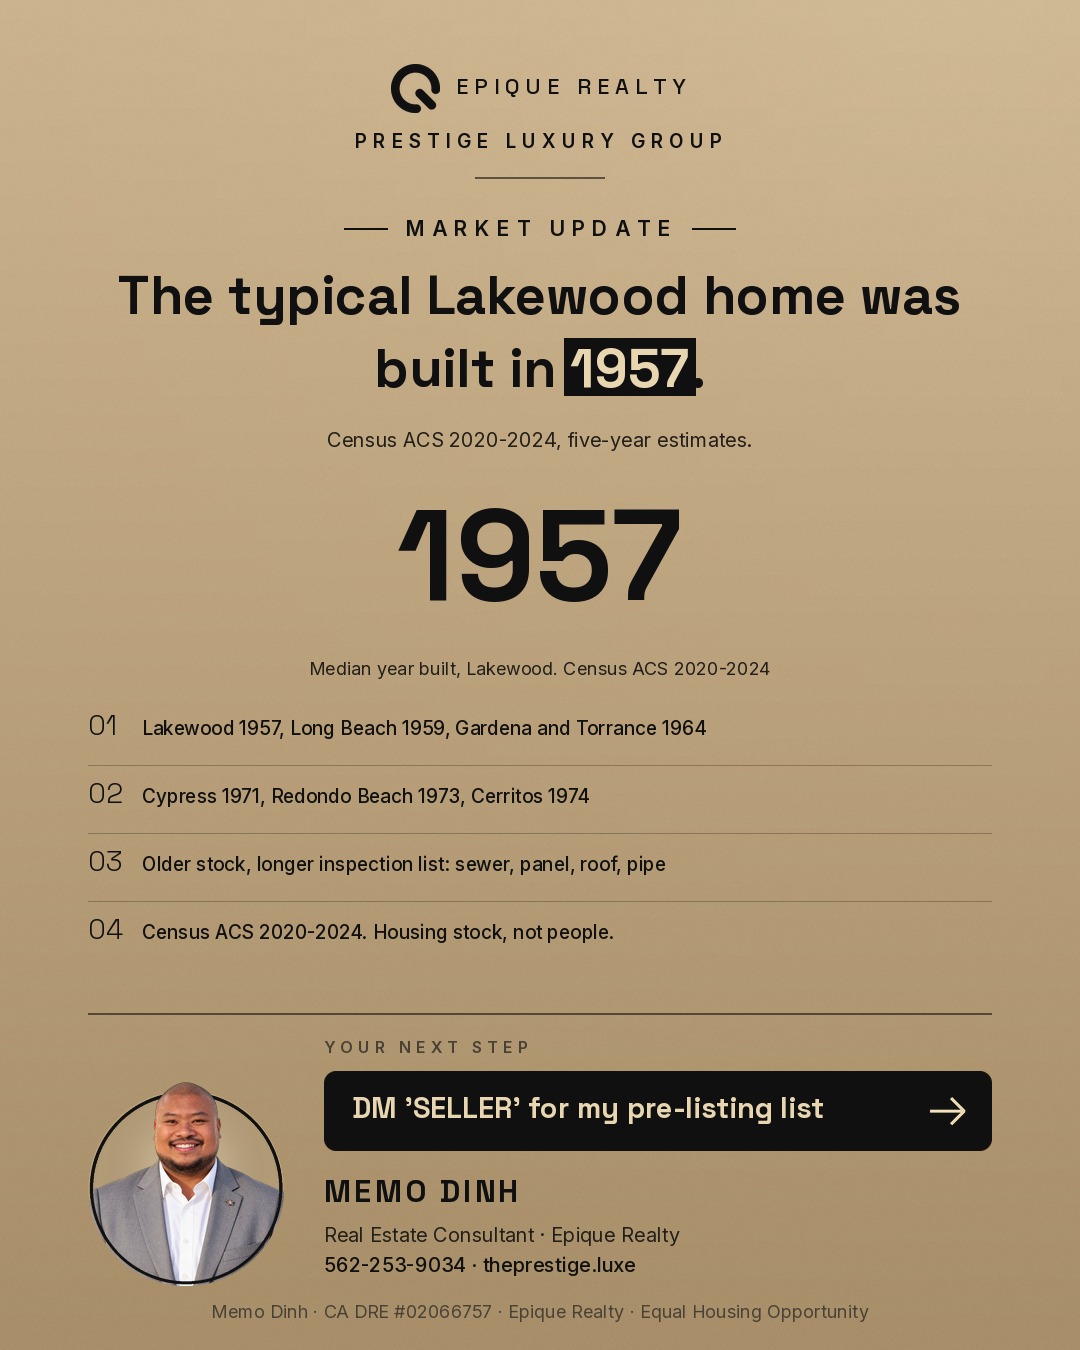 EPIQUE REALTY
PRESTIGE LUXURY GROUP
MARKET UPDATE
The typical Lakewood home was
built in 1957.
Census ACS 2020-2024, five-year estimates.
1957
Median year built, Lakewood. Census ACS 2020-2024
01 Lakewood 1957, Long Beach 1959, Gardena and Torrance 1964
02 Cypress 1971, Redondo Beach 1973, Cerritos 1974
03 Older stock, longer inspection list: sewer, panel, roof, pipe
04 Census ACS 2020-2024. Housing stock, not people.
YOUR NEXT STEP
DM ’SELLER’ for my pre-listing list →
MEMO DINH
Real Estate Consultant · Epique Realty
562-253-9034 · theprestige.luxe
Memo Dinh · CA DRE #02066757 · Epique Realty · Equal Housing Opportunity